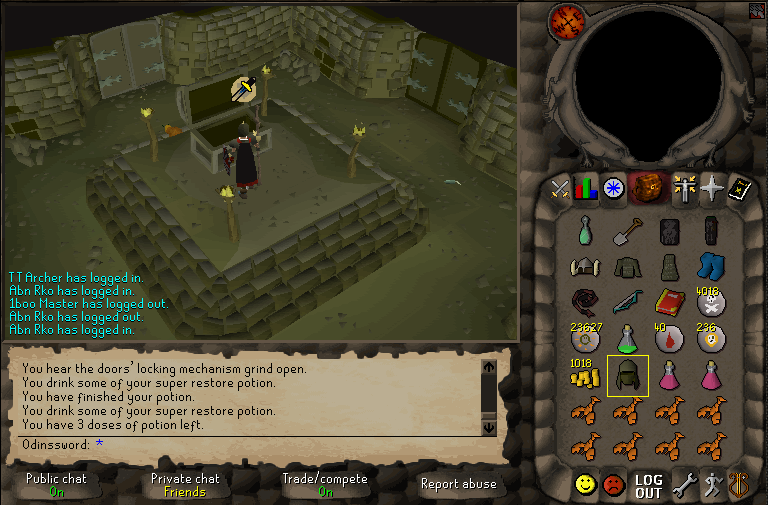 TT Archer has logged in.
Abn Rko has logged in.
1boo Master has logged out.
Abn Rko has logged out.
Abn Rko has logged in.
You hear the doors' locking mechanism grind open.
You drink some of your super restore potion.
You have finished your potion.
You drink some of your super restore potion.
You have 3 doses of potion left.
Odinssword: *
Public chat
On
Private chat
Friends
Trade/compete
On
Report abuse
4018
23627
40
236
1018
LOG
OUT